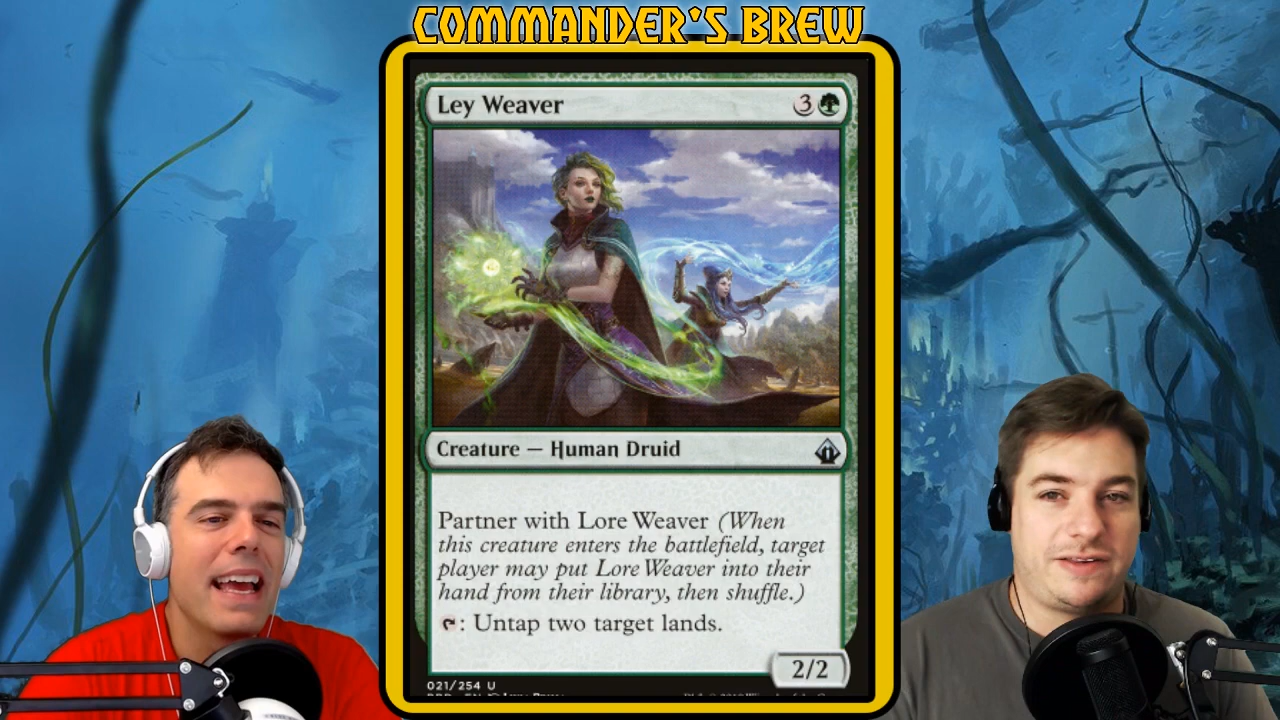 COMMANDER'S BREW
Ley Weaver 3
Creature — Human Druid
Partner with Lore Weaver (When
this creature enters the battlefield, target
player may put Lore Weaver into their
hand from their library, then shuffle.)
: Untap two target lands.
2/2
021/254 U